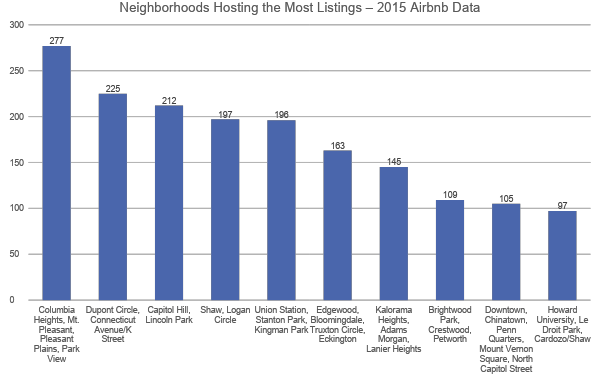 Neighborhoods Hosting the Most Listings – 2015 Airbnb Data
300
250
200
150
100
50
0
277
225
212
197
196
163
145
109
105
97
Columbia
Heights, Mt.
Pleasant,
Pleasant
Plains, Park
View
Dupont Circle,
Connecticut
Avenue/K
Street
Capitol Hill,
Lincoln Park
Shaw, Logan
Circle
Union Station,
Stanton Park,
Kingman Park
Edgewood,
Bloomingdale,
Truxton Circle,
Eckington
Kalorama
Heights,
Adams
Morgan,
Lanier Heights
Brightwood
Park,
Crestwood,
Petworth
Downtown,
Chinatown,
Penn
Quarters,
Mount Vernon
Square, North
Capitol Street
Howard
University, Le
Droit Park,
Cardozo/Shaw